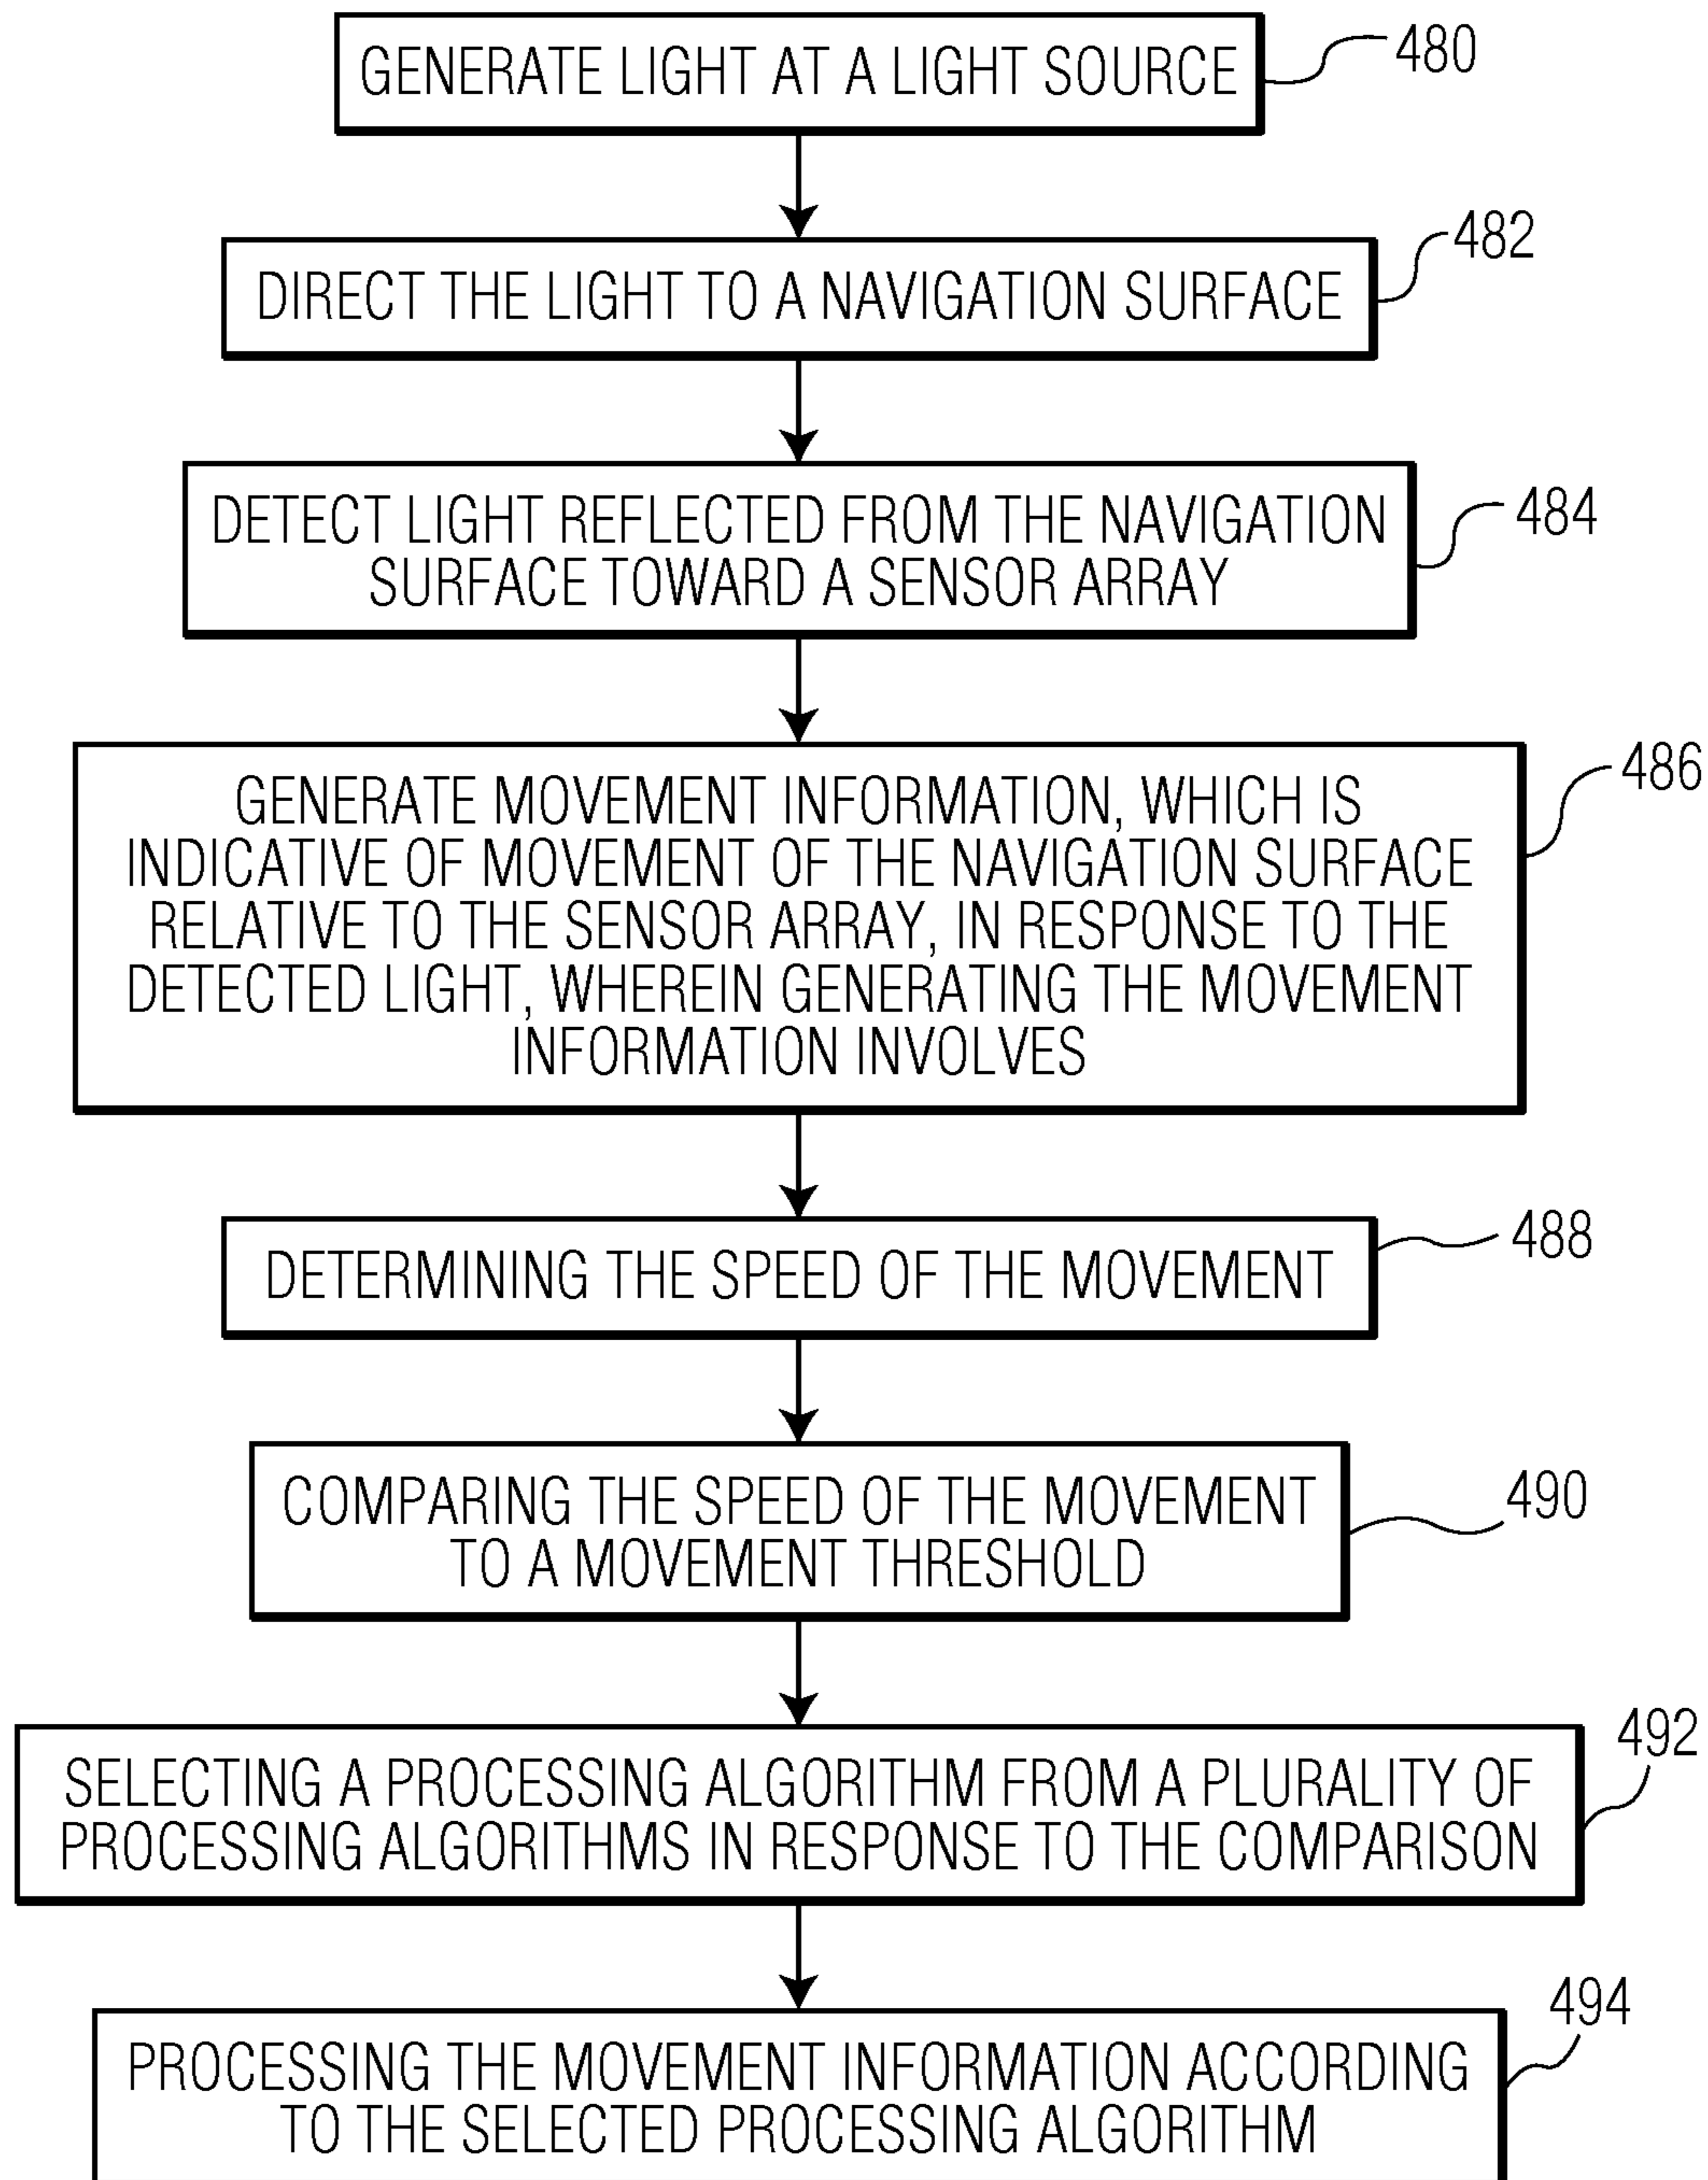 GENERATE LIGHT AT A LIGHT SOURCE
480
DIRECT THE LIGHT TO A NAVIGATION SURFACE
482
DETECT LIGHT REFLECTED FROM THE NAVIGATION
SURFACE TOWARD A SENSOR ARRAY
484
GENERATE MOVEMENT INFORMATION, WHICH IS
INDICATIVE OF MOVEMENT OF THE NAVIGATION SURFACE
RELATIVE TO THE SENSOR ARRAY, IN RESPONSE TO THE
DETECTED LIGHT, WHEREIN GENERATING THE MOVEMENT
INFORMATION INVOLVES
486
DETERMINING THE SPEED OF THE MOVEMENT
488
COMPARING THE SPEED OF THE MOVEMENT
TO A MOVEMENT THRESHOLD
490
SELECTING A PROCESSING ALGORITHM FROM A PLURALITY OF
PROCESSING ALGORITHMS IN RESPONSE TO THE COMPARISON
492
PROCESSING THE MOVEMENT INFORMATION ACCORDING
TO THE SELECTED PROCESSING ALGORITHM
494